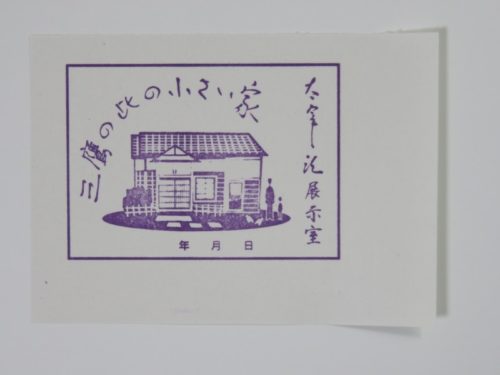 三鷹の此の小さい家
太宰治展示室
年 月 日